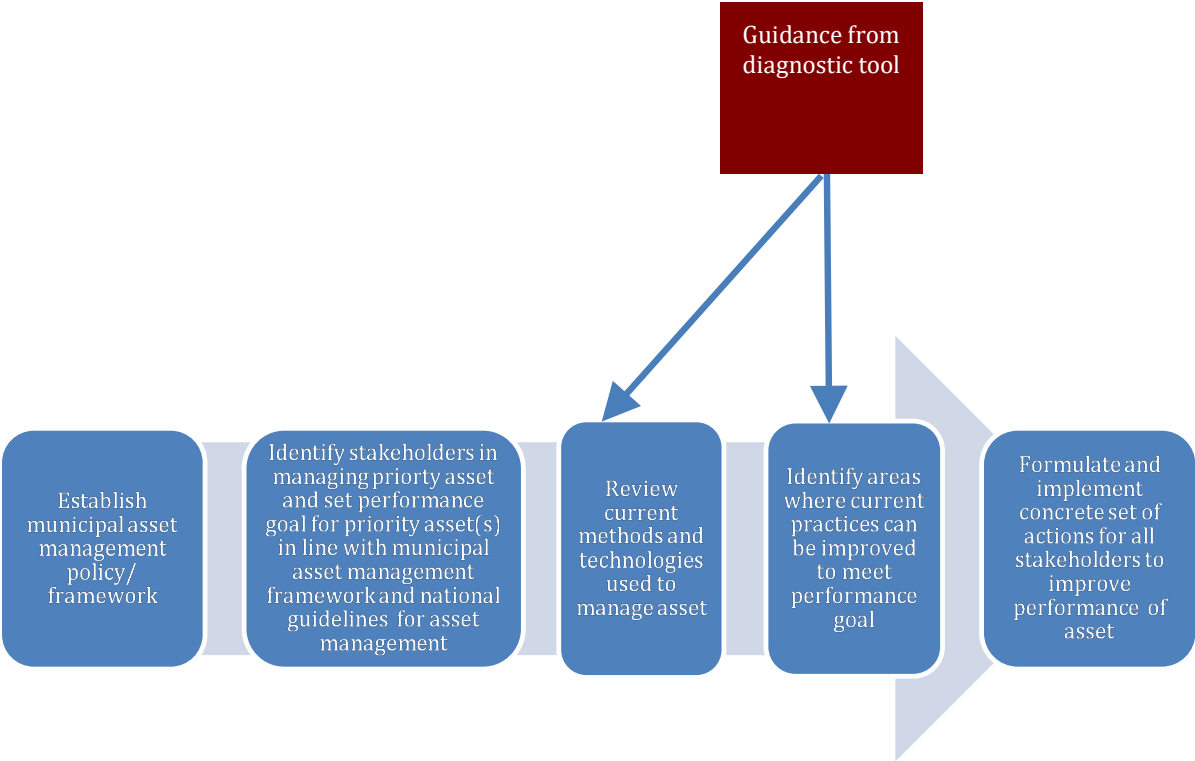 Guidance from
diagnostic tool
Establish
municipal asset
management
policy/
framework
Identify stakeholders in
managing priorty asset
and set performance
goal for priority asset(s)
in line with municipal
asset management
framework and national
guidelines for asset
management
Review
current
methods and
technologies
used to
manage asset
Identify areas
where current
practices can
be improved
to meet
performance
goal
Formulate and
implement
concrete set of
actions for all
stakeholders to
improve
performance of
asset